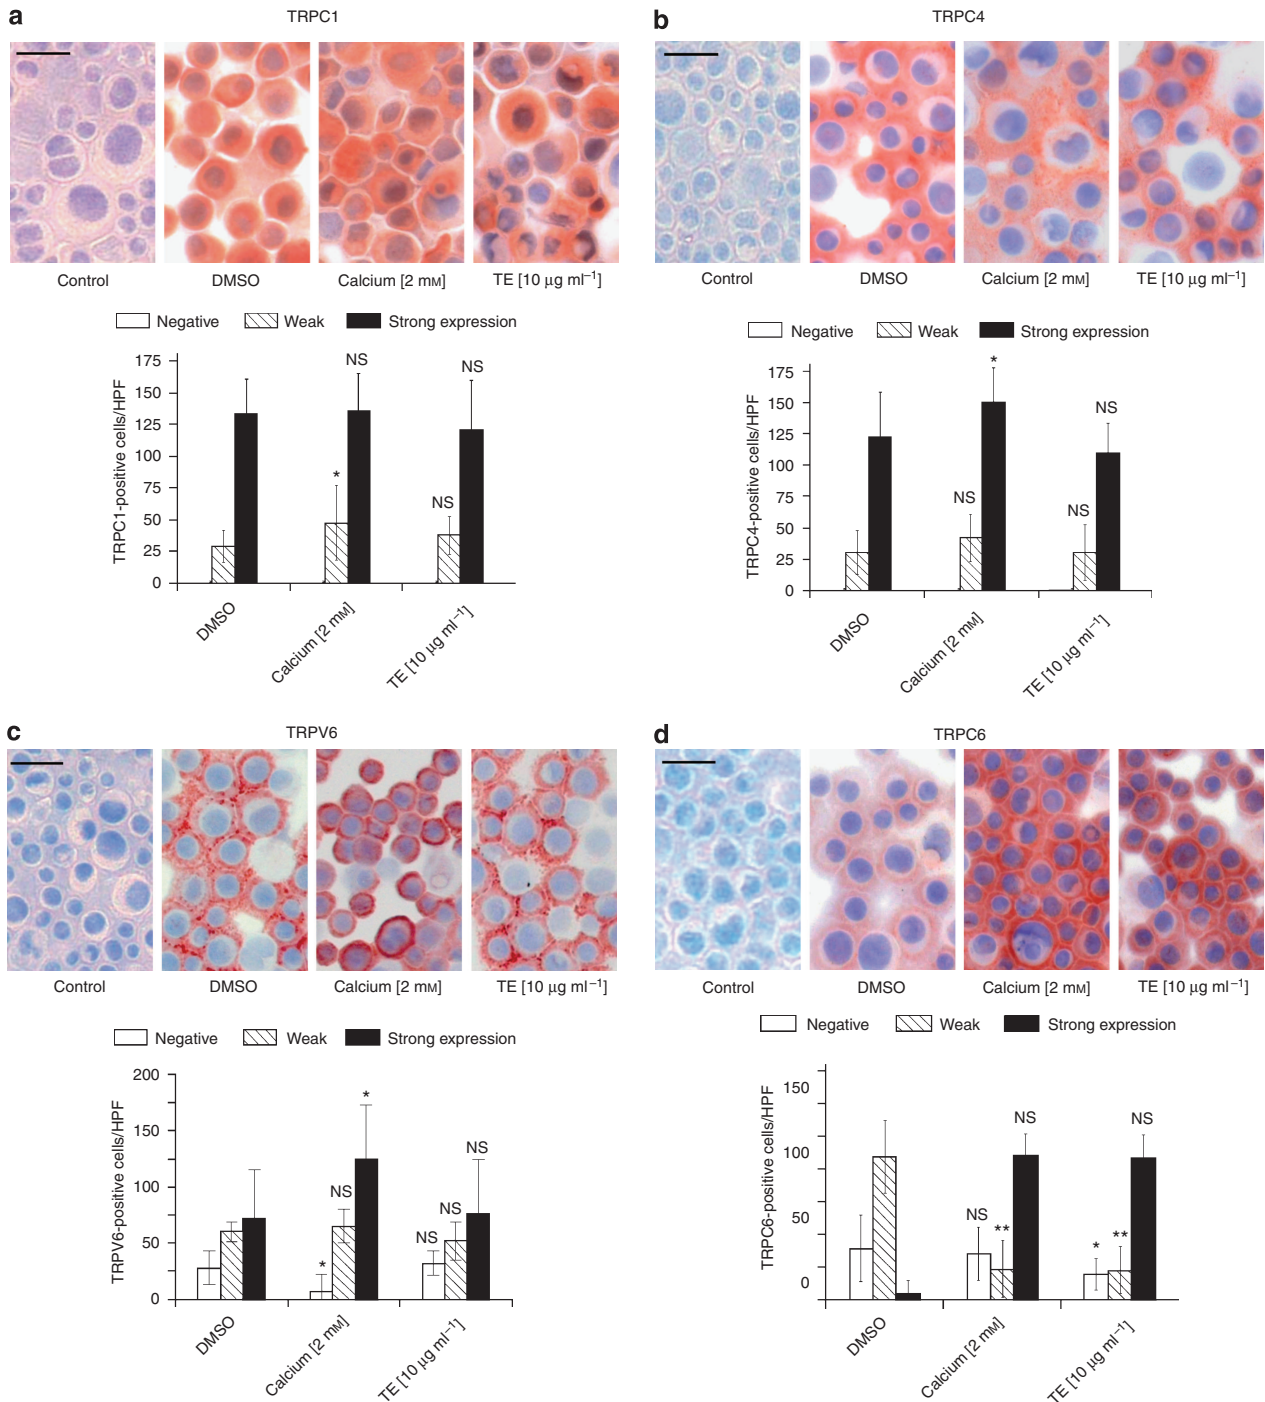 a
TRPC1
Control
DMSO
Calcium [2 mM]
TE [10 μg ml⁻¹]
Negative
Weak
Strong expression
TRPC1-positive cells/HPF
175
150
125
100
75
50
25
0
*
NS
NS
NS
DMSO
Calcium [2 mM]
TE [10 μg ml⁻¹]
b
TRPC4
Control
DMSO
Calcium [2 mM]
TE [10 μg ml⁻¹]
Negative
Weak
Strong expression
TRPC4-positive cells/HPF
175
150
125
100
75
50
25
0
NS
*
NS
NS
DMSO
Calcium [2 mM]
TE [10 μg ml⁻¹]
c
TRPV6
Control
DMSO
Calcium [2 mM]
TE [10 μg ml⁻¹]
Negative
Weak
Strong expression
TRPV6-positive cells/HPF
200
150
100
50
0
*
NS
*
NS
NS
NS
DMSO
Calcium [2 mM]
TE [10 μg ml⁻¹]
d
TRPC6
Control
DMSO
Calcium [2 mM]
TE [10 μg ml⁻¹]
Negative
Weak
Strong expression
TRPC6-positive cells/HPF
150
100
50
0
NS
**
NS
*
**
NS
DMSO
Calcium [2 mM]
TE [10 μg ml⁻¹]